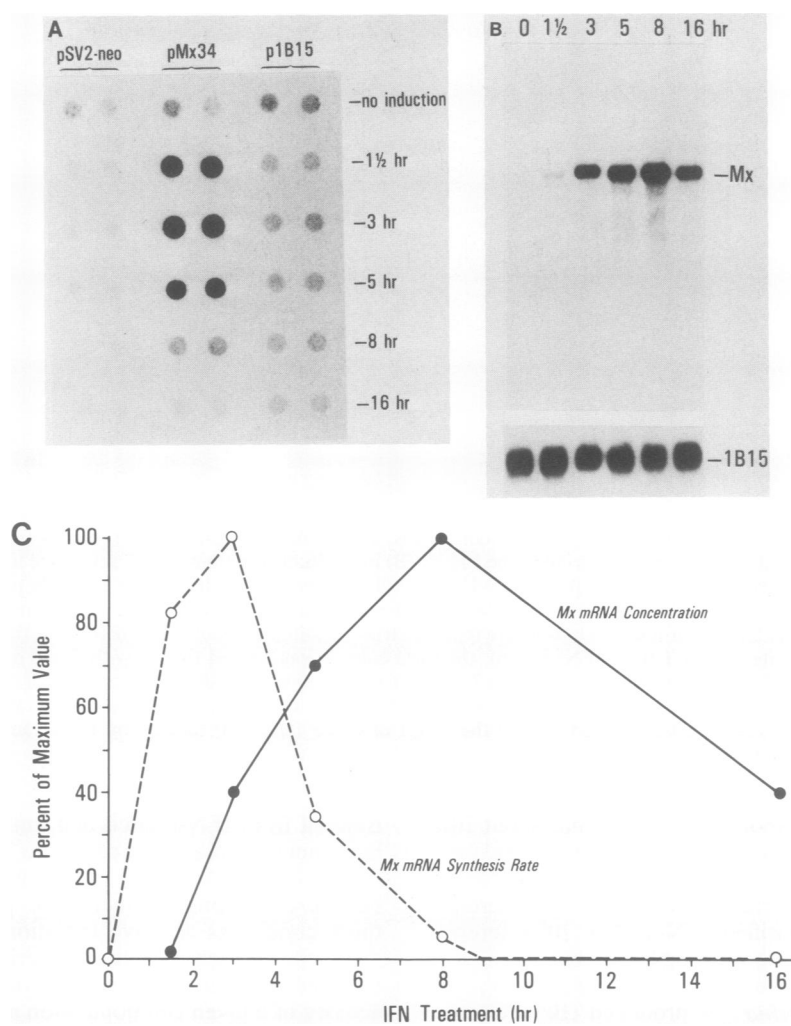 A
pSV2-neo pMx34 p1B15
–no induction
–1½ hr
–3 hr
–5 hr
–8 hr
–16 hr
B 0 1½ 3 5 8 16 hr
–Mx
–1B15
C
Percent of Maximum Value
100
80
60
40
20
0
Mx mRNA Concentration
Mx mRNA Synthesis Rate
0 2 4 6 8 10 12 14 16
IFN Treatment (hr)